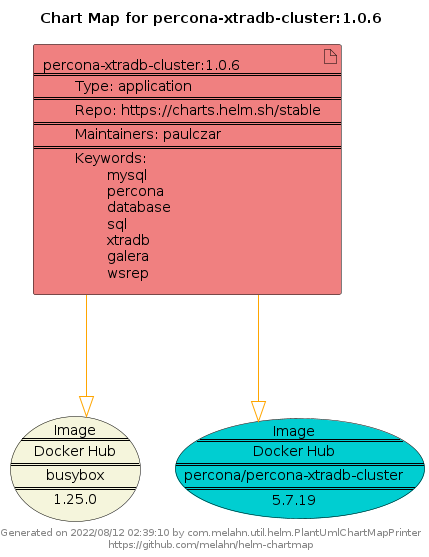 Chart Map for percona-xtradb-cluster:1.0.6
percona-xtradb-cluster:1.0.6
Type: application
Repo: https://charts.helm.sh/stable
Maintainers: paulczar
Keywords:
mysql
percona
database
sql
xtradb
galera
wsrep
Image
Docker Hub
busybox
1.25.0
Image
Docker Hub
percona/percona-xtradb-cluster
5.7.19
Generated on 2022/08/12 02:39:10 by com.melahn.util.helm.PlantUmlChartMapPrinter
https://github.com/melahn/helm-chartmap